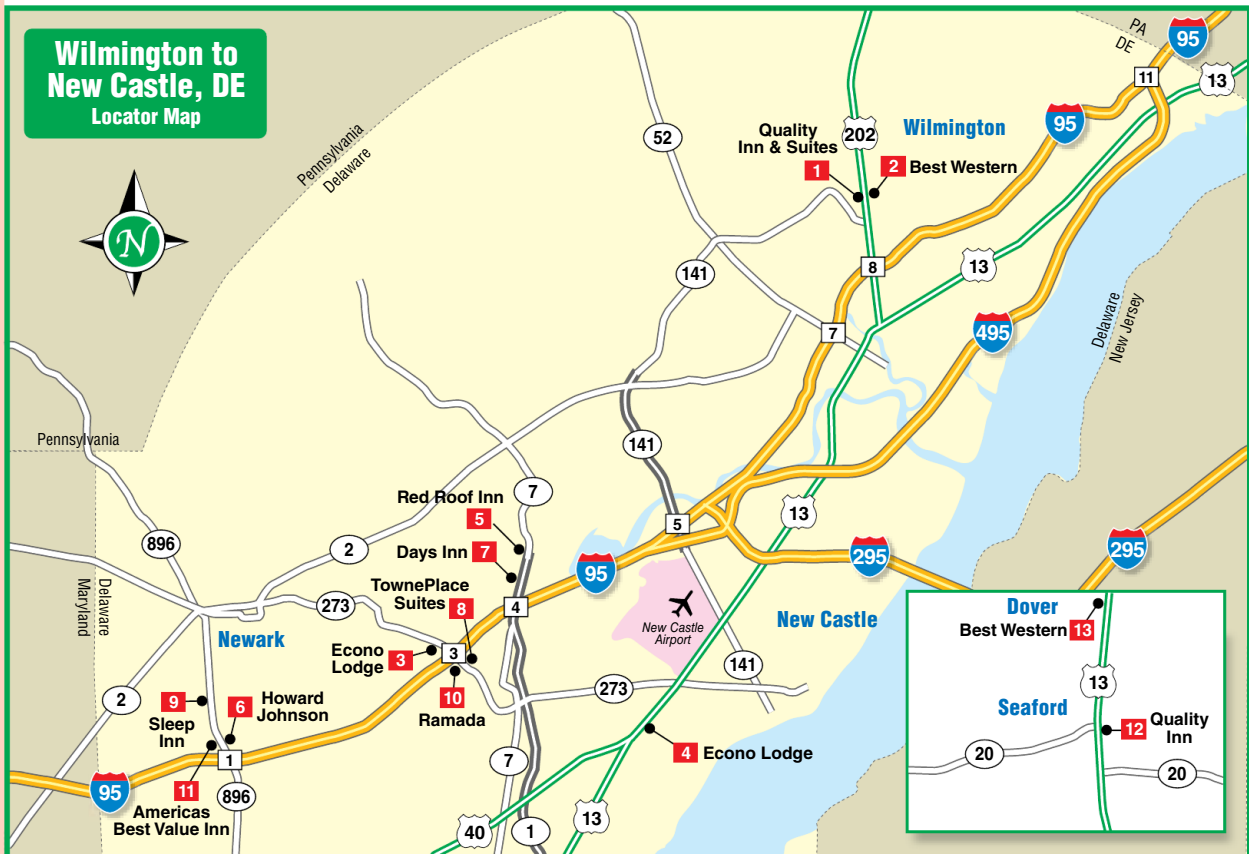 Wilmington to
New Castle, DE
Locator Map
N
Pennsylvania
Delaware
PA
DE
95
11
13
52
202
Wilmington
95
Quality
Inn & Suites
1
2
Best Western
141
8
13
7
495
Delaware
New Jersey
Pennsylvania
141
Red Roof Inn
5
7
5
13
896
2
Days Inn
7
95
295
295
TownePlace
Suites
8
4
Maryland
Delaware
273
Newark
Econo
Lodge
3
3
10
Ramada
New Castle
Airport
New Castle
141
273
2
9
Sleep
Inn
6
Howard
Johnson
1
11
Americas
Best Value Inn
95
896
7
4
Econo Lodge
40
13
1
Dover
Best Western
13
13
Seaford
12
Quality
Inn
20
20